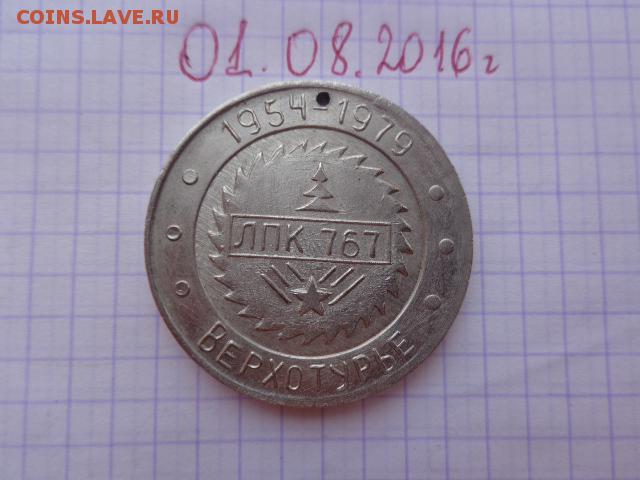 COINS.LAVE.RU
01.08.2016г
1954-1979
ЛПК 767
ВЕРХОТУРЬЕ